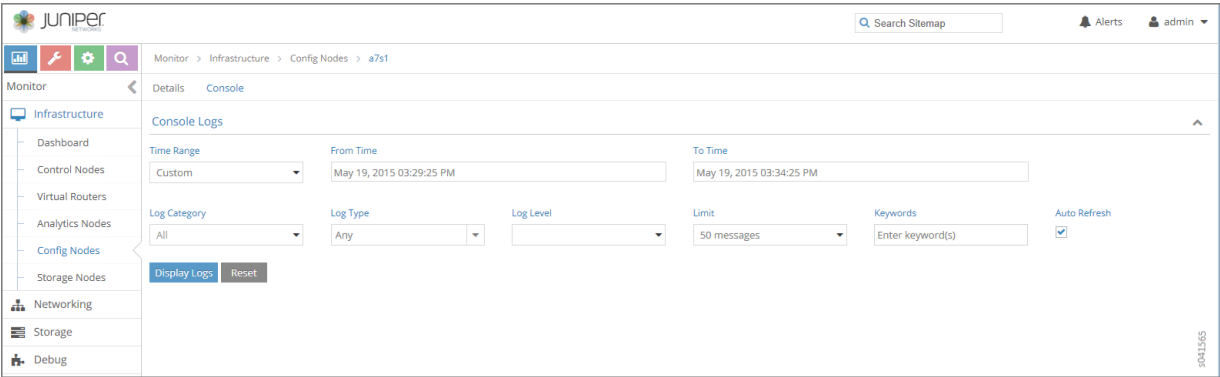 JUNIPER
NETWORKS
Search Sitemap
Alerts
admin
Monitor > Infrastructure > Config Nodes > a7s1
Monitor
Details Console
Infrastructure
Dashboard
Control Nodes
Virtual Routers
Analytics Nodes
Config Nodes
Storage Nodes
Networking
Storage
Debug
Console Logs
Time Range From Time To Time
Custom May 19, 2015 03:29:25 PM May 19, 2015 03:34:25 PM
Log Category Log Type Log Level Limit Keywords Auto Refresh
All Any 50 messages Enter keyword(s)
Display Logs Reset
s041565